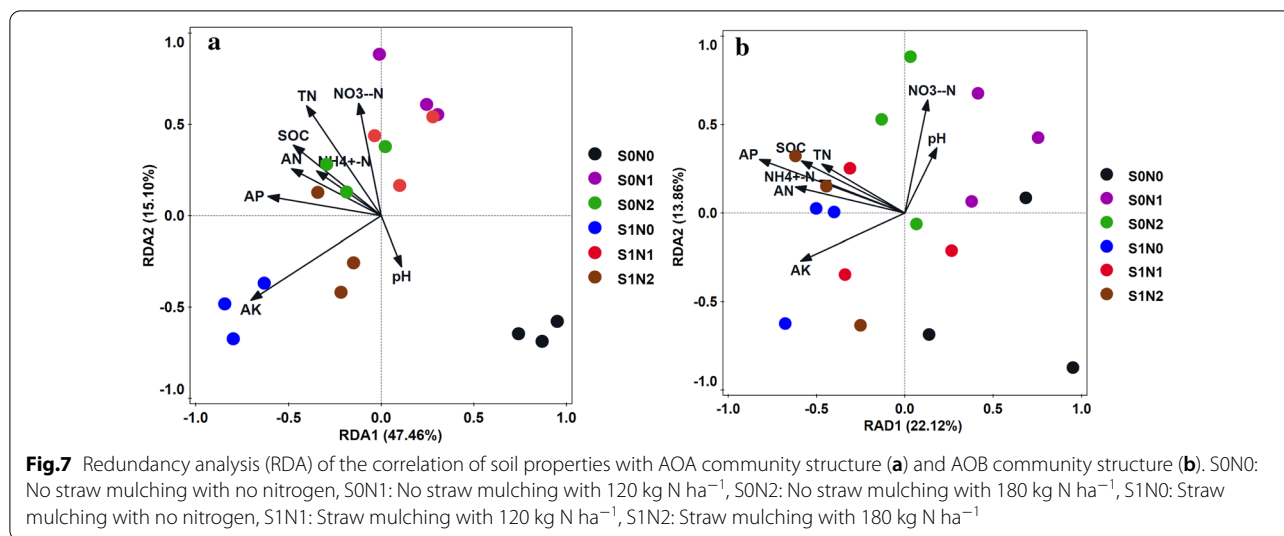 a
1.0
0.5
0.0
-0.5
-1.0
-1.0
-0.5
0.0
0.5
1.0
RDA2 (15.10%)
RDA1 (47.46%)
TN
NO3--N
SOC
AN
NH4+-N
AP
AK
pH
S0N0
S0N1
S0N2
S1N0
S1N1
S1N2
b
1.0
0.5
0.0
-0.5
-1.0
-1.0
-0.5
0.0
0.5
1.0
RDA2 (13.86%)
RAD1 (22.12%)
NO3--N
pH
SOC
TN
AP
NH4+-N
AN
AK
S0N0
S0N1
S0N2
S1N0
S1N1
S1N2
Fig.7 Redundancy analysis (RDA) of the correlation of soil properties with AOA community structure (a) and AOB community structure (b). S0N0:
No straw mulching with no nitrogen, S0N1: No straw mulching with 120 kg N ha−1, S0N2: No straw mulching with 180 kg N ha−1, S1N0: Straw
mulching with no nitrogen, S1N1: Straw mulching with 120 kg N ha−1, S1N2: Straw mulching with 180 kg N ha−1